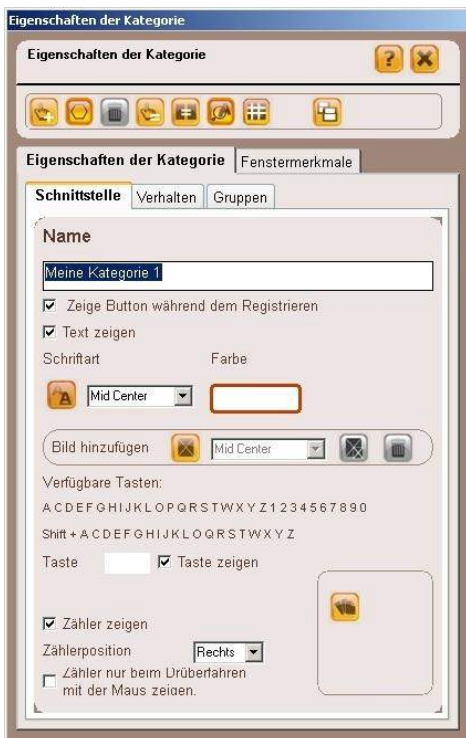 Eigenschaften der Kategorie
Eigenschaften der Kategorie
Eigenschaften der Kategorie Fenstermerkmale
Schnittstelle Verhalten Gruppen
Name
Meine Kategorie 1
Zeige Button während dem Registrieren
Text zeigen
Schriftart Farbe
Mid Center
Bild hinzufügen Mid Center
Verfügbare Tasten:
A C D E F G H I J K L O P Q R S T W X Y Z 1 2 3 4 5 6 7 8 9 0
Shift + A C D E F G H J K L O Q R S T W X Y Z
Taste Taste zeigen
Zähler zeigen
Zählerposition Rechts
Zähler nur beim Drüberfahren
mit der Maus zeigen.